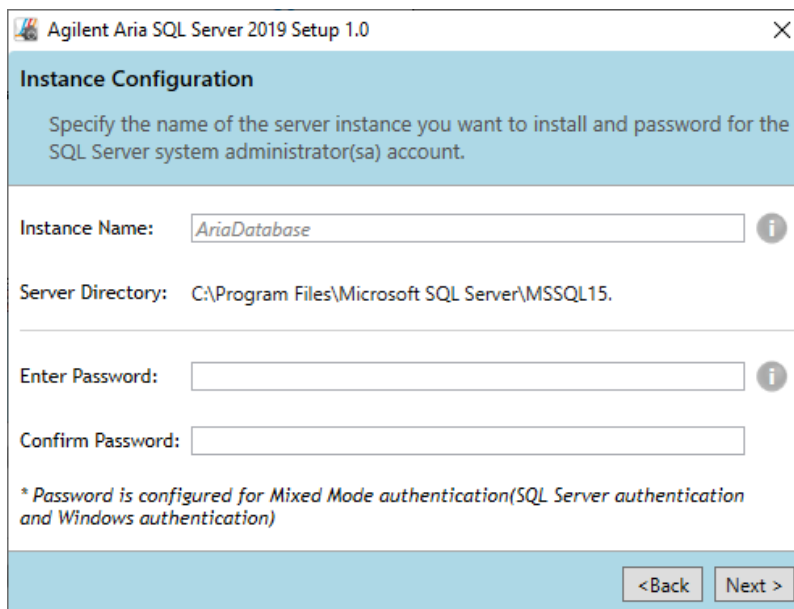 Agilent Aria SQL Server 2019 Setup 1.0
Instance Configuration
Specify the name of the server instance you want to install and password for the
SQL Server system administrator(sa) account.
Instance Name: AriaDatabase
Server Directory: C:\Program Files\Microsoft SQL Server\MSSQL15.
Enter Password:
Confirm Password:
* Password is configured for Mixed Mode authentication(SQL Server authentication
and Windows authentication)
<Back Next >